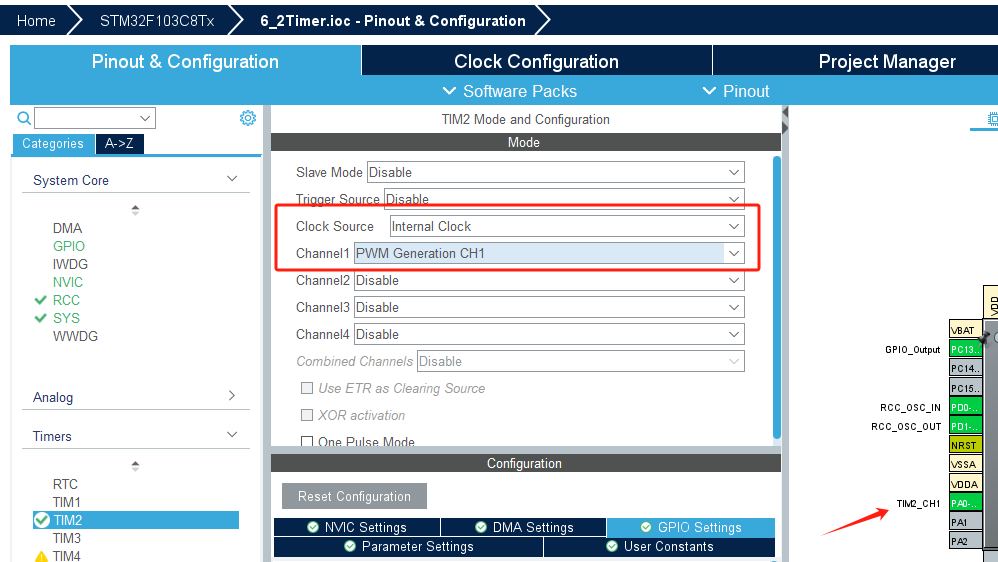 Home STM32F103C8Tx 6_2Timer.ioc - Pinout & Configuration
Pinout & Configuration Clock Configuration Project Manager
Software Packs Pinout
TIM2 Mode and Configuration
Categories A->Z
Mode
System Core
DMA
GPIO
IWDG
NVIC
RCC
SYS
WWDG
Analog
Timers
RTC
TIM1
TIM2
TIM3
TIM4
Slave Mode Disable
Trigger Source Disable
Clock Source Internal Clock
Channel1 PWM Generation CH1
Channel2 Disable
Channel3 Disable
Channel4 Disable
Combined Channels Disable
Use ETR as Clearing Source
XOR activation
One Pulse Mode
Configuration
Reset Configuration
NVIC Settings DMA Settings GPIO Settings
Parameter Settings User Constants
VDD
VBAT
GPIO_Output PC13..
PC14..
PC15..
RCC_OSC_IN PD0-..
RCC_OSC_OUT PD1-..
NRST
VSSA
VDDA
TIM2_CH1 PA0-..
PA1
PA2